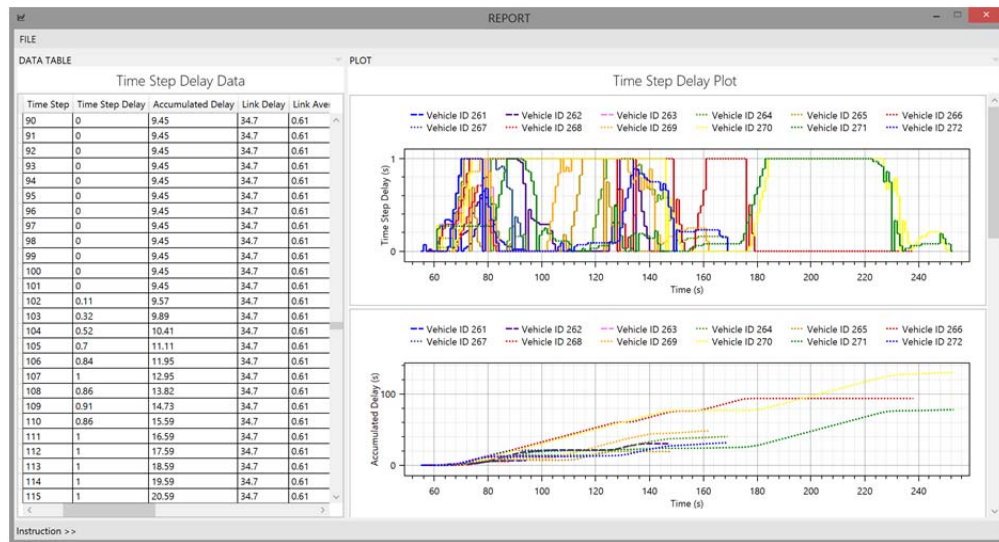 REPORT
FILE
DATA TABLE
PLOT
Time Step Delay Data
Time Step Time Step Delay Accumulated Delay Link Delay Link Aver
90 0 9.45 34.7 0.61
91 0 9.45 34.7 0.61
92 0 9.45 34.7 0.61
93 0 9.45 34.7 0.61
94 0 9.45 34.7 0.61
95 0 9.45 34.7 0.61
96 0 9.45 34.7 0.61
97 0 9.45 34.7 0.61
98 0 9.45 34.7 0.61
99 0 9.45 34.7 0.61
100 0 9.45 34.7 0.61
101 0 9.45 34.7 0.61
102 0.11 9.57 34.7 0.61
103 0.32 9.89 34.7 0.61
104 0.52 10.41 34.7 0.61
105 0.7 11.11 34.7 0.61
106 0.84 11.95 34.7 0.61
107 1 12.95 34.7 0.61
108 0.86 13.82 34.7 0.61
109 0.91 14.73 34.7 0.61
110 0.86 15.59 34.7 0.61
111 1 16.59 34.7 0.61
112 1 17.59 34.7 0.61
113 1 18.59 34.7 0.61
114 1 19.59 34.7 0.61
115 1 20.59 34.7 0.61
Time Step Delay Plot
Vehicle ID 261 Vehicle ID 262 Vehicle ID 263 Vehicle ID 264 Vehicle ID 265 Vehicle ID 266
Vehicle ID 267 Vehicle ID 268 Vehicle ID 269 Vehicle ID 270 Vehicle ID 271 Vehicle ID 272
Time Step Delay (s)
1
0
60 80 100 120 140 160 180 200 220 240
Time (s)
Vehicle ID 261 Vehicle ID 262 Vehicle ID 263 Vehicle ID 264 Vehicle ID 265 Vehicle ID 266
Vehicle ID 267 Vehicle ID 268 Vehicle ID 269 Vehicle ID 270 Vehicle ID 271 Vehicle ID 272
Accumulated Delay (s)
100
0
60 80 100 120 140 160 180 200 220 240
Time (s)
Instruction >>